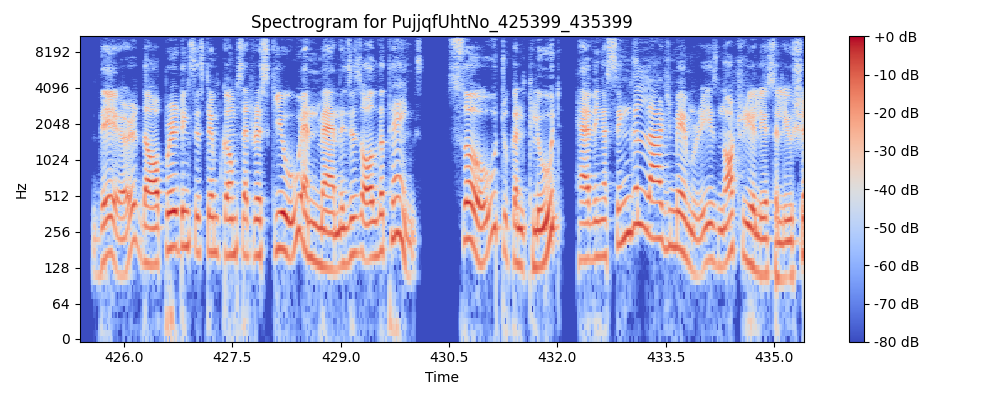 Spectrogram for PujjqfUhtNo_425399_435399
8192
4096
2048
1024
512
256
128
64
0
Hz
426.0 427.5 429.0 430.5 432.0 433.5 435.0
Time
+0 dB
-10 dB
-20 dB
-30 dB
-40 dB
-50 dB
-60 dB
-70 dB
-80 dB